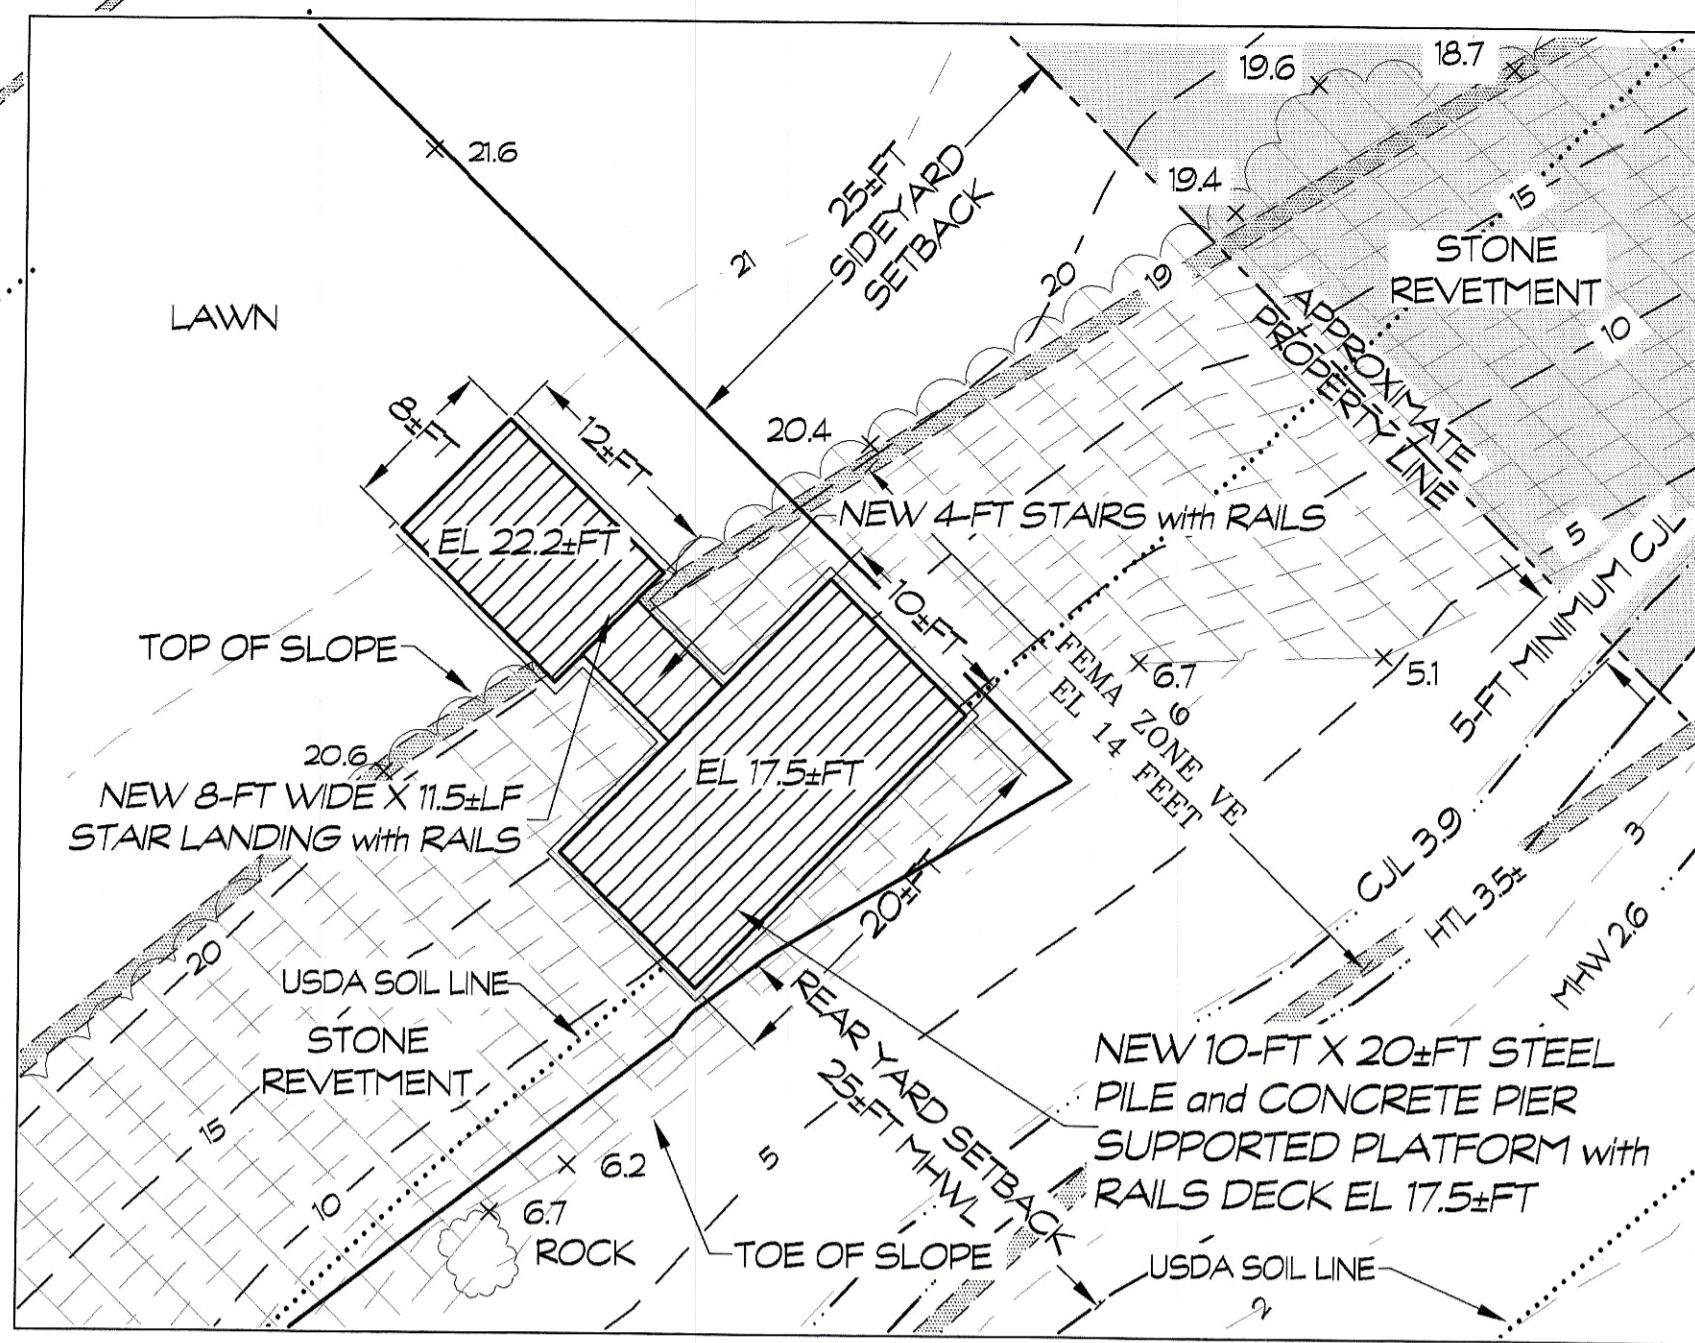 19.6
18.7
21.6
25±FT
SIDEYARD
SETBACK
19.4
15
21
20
19
STONE
REVETMENT
LAWN
APPROXIMATE
PROPERTY LINE
10
8±FT
12±FT
20.4
NEW 4-FT STAIRS with RAILS
EL 22.2±FT
5
5-FT MINIMUM CJL
10±FT
TOP OF SLOPE
FEMA ZONE VE
EL 14 FEET
6.7
5.1
6
20.6
EL 17.5±FT
NEW 8-FT WIDE X 11.5±LF
STAIR LANDING with RAILS
CJL 3.9
HTL 3.5±
3
MHW 2.6
20±FT
20
USDA SOIL LINE
STONE
REVETMENT
REAR YARD SETBACK
25±FT MHWL
NEW 10-FT X 20±FT STEEL
PILE and CONCRETE PIER
SUPPORTED PLATFORM with
RAILS DECK EL 17.5±FT
15
10
6.2
5
6.7
ROCK
TOE OF SLOPE
USDA SOIL LINE
2